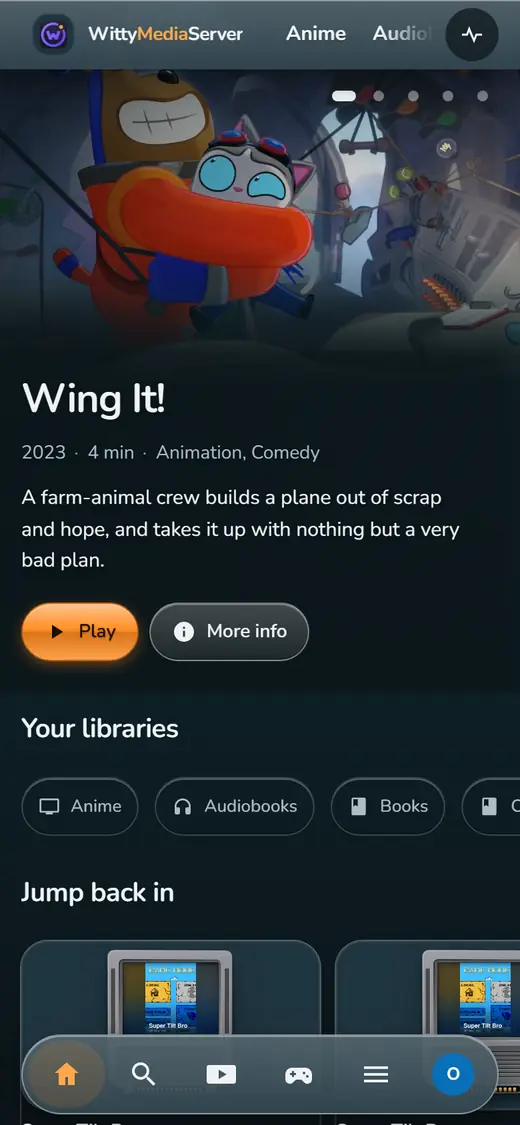 WittyMediaServer Anime Audio
Wing It!
2023 · 4 min · Animation, Comedy
A farm-animal crew builds a plane out of scrap
and hope, and takes it up with nothing but a very
bad plan.
Play More info
Your libraries
Anime Audiobooks Books
Jump back in
Super Tilt Bro
Super Tilt Bro
O